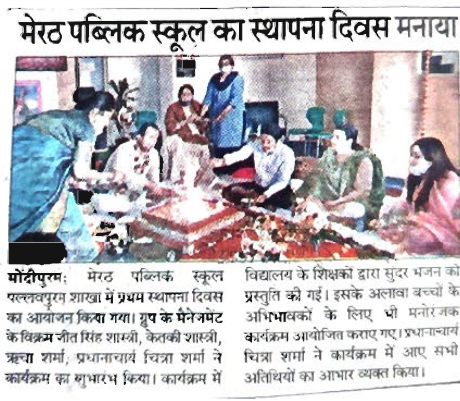 मेरठ पब्लिक स्कूल का स्थापना दिवस मनाया
मोदीपुरम: मेरठ पब्लिक स्कूल
पल्लवपुरम शाखा में प्रथम स्थापना दिवस
का आयोजन किया गया। ग्रुप के मैनेजमेंट
के विक्रम जीत सिंह शास्त्री, केतकी शास्त्री,
ऋचा शर्मा, प्रधानाचार्य चित्रा शर्मा ने
कार्यक्रम का शुभारंभ किया। कार्यक्रम में
विद्यालय के शिक्षकों द्वारा सुंदर भजन की
प्रस्तुति की गई। इसके अलावा बच्चों के
अभिभावकों के लिए भी मनोरंजक
कार्यक्रम आयोजित कराए गए। प्रधानाचार्य
चित्रा शर्मा ने कार्यक्रम में आए सभी
अतिथियों का आभार व्यक्त किया।